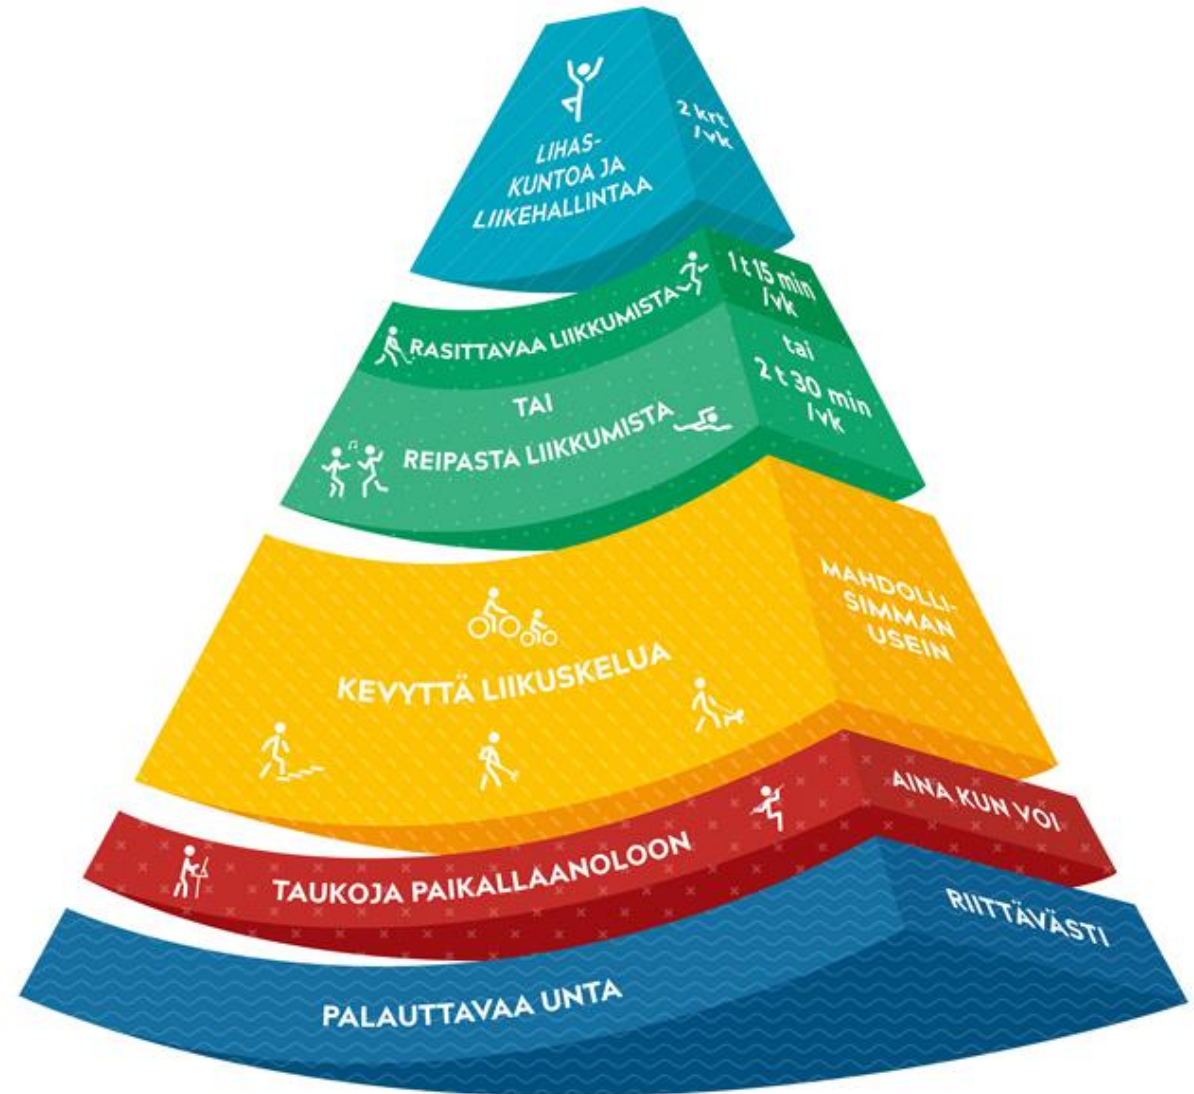 LIHAS-
KUNTOA JA
LIIKEHALLINTAA
2 krt
/vk
RASITTAVAA LIIKKUMISTA
1 t 15 min
/vk
TAI
REIPASTA LIIKKUMISTA
tai
2 t 30 min
/vk
KEVYTTÄ LIIKUSKELUA
MAHDOLLI-
SIMMAN
USEIN
TAUKOJA PAIKALLAANOLOON
AINA KUN VOI
PALAUTTAVAA UNTA
RIITTÄVÄSTI